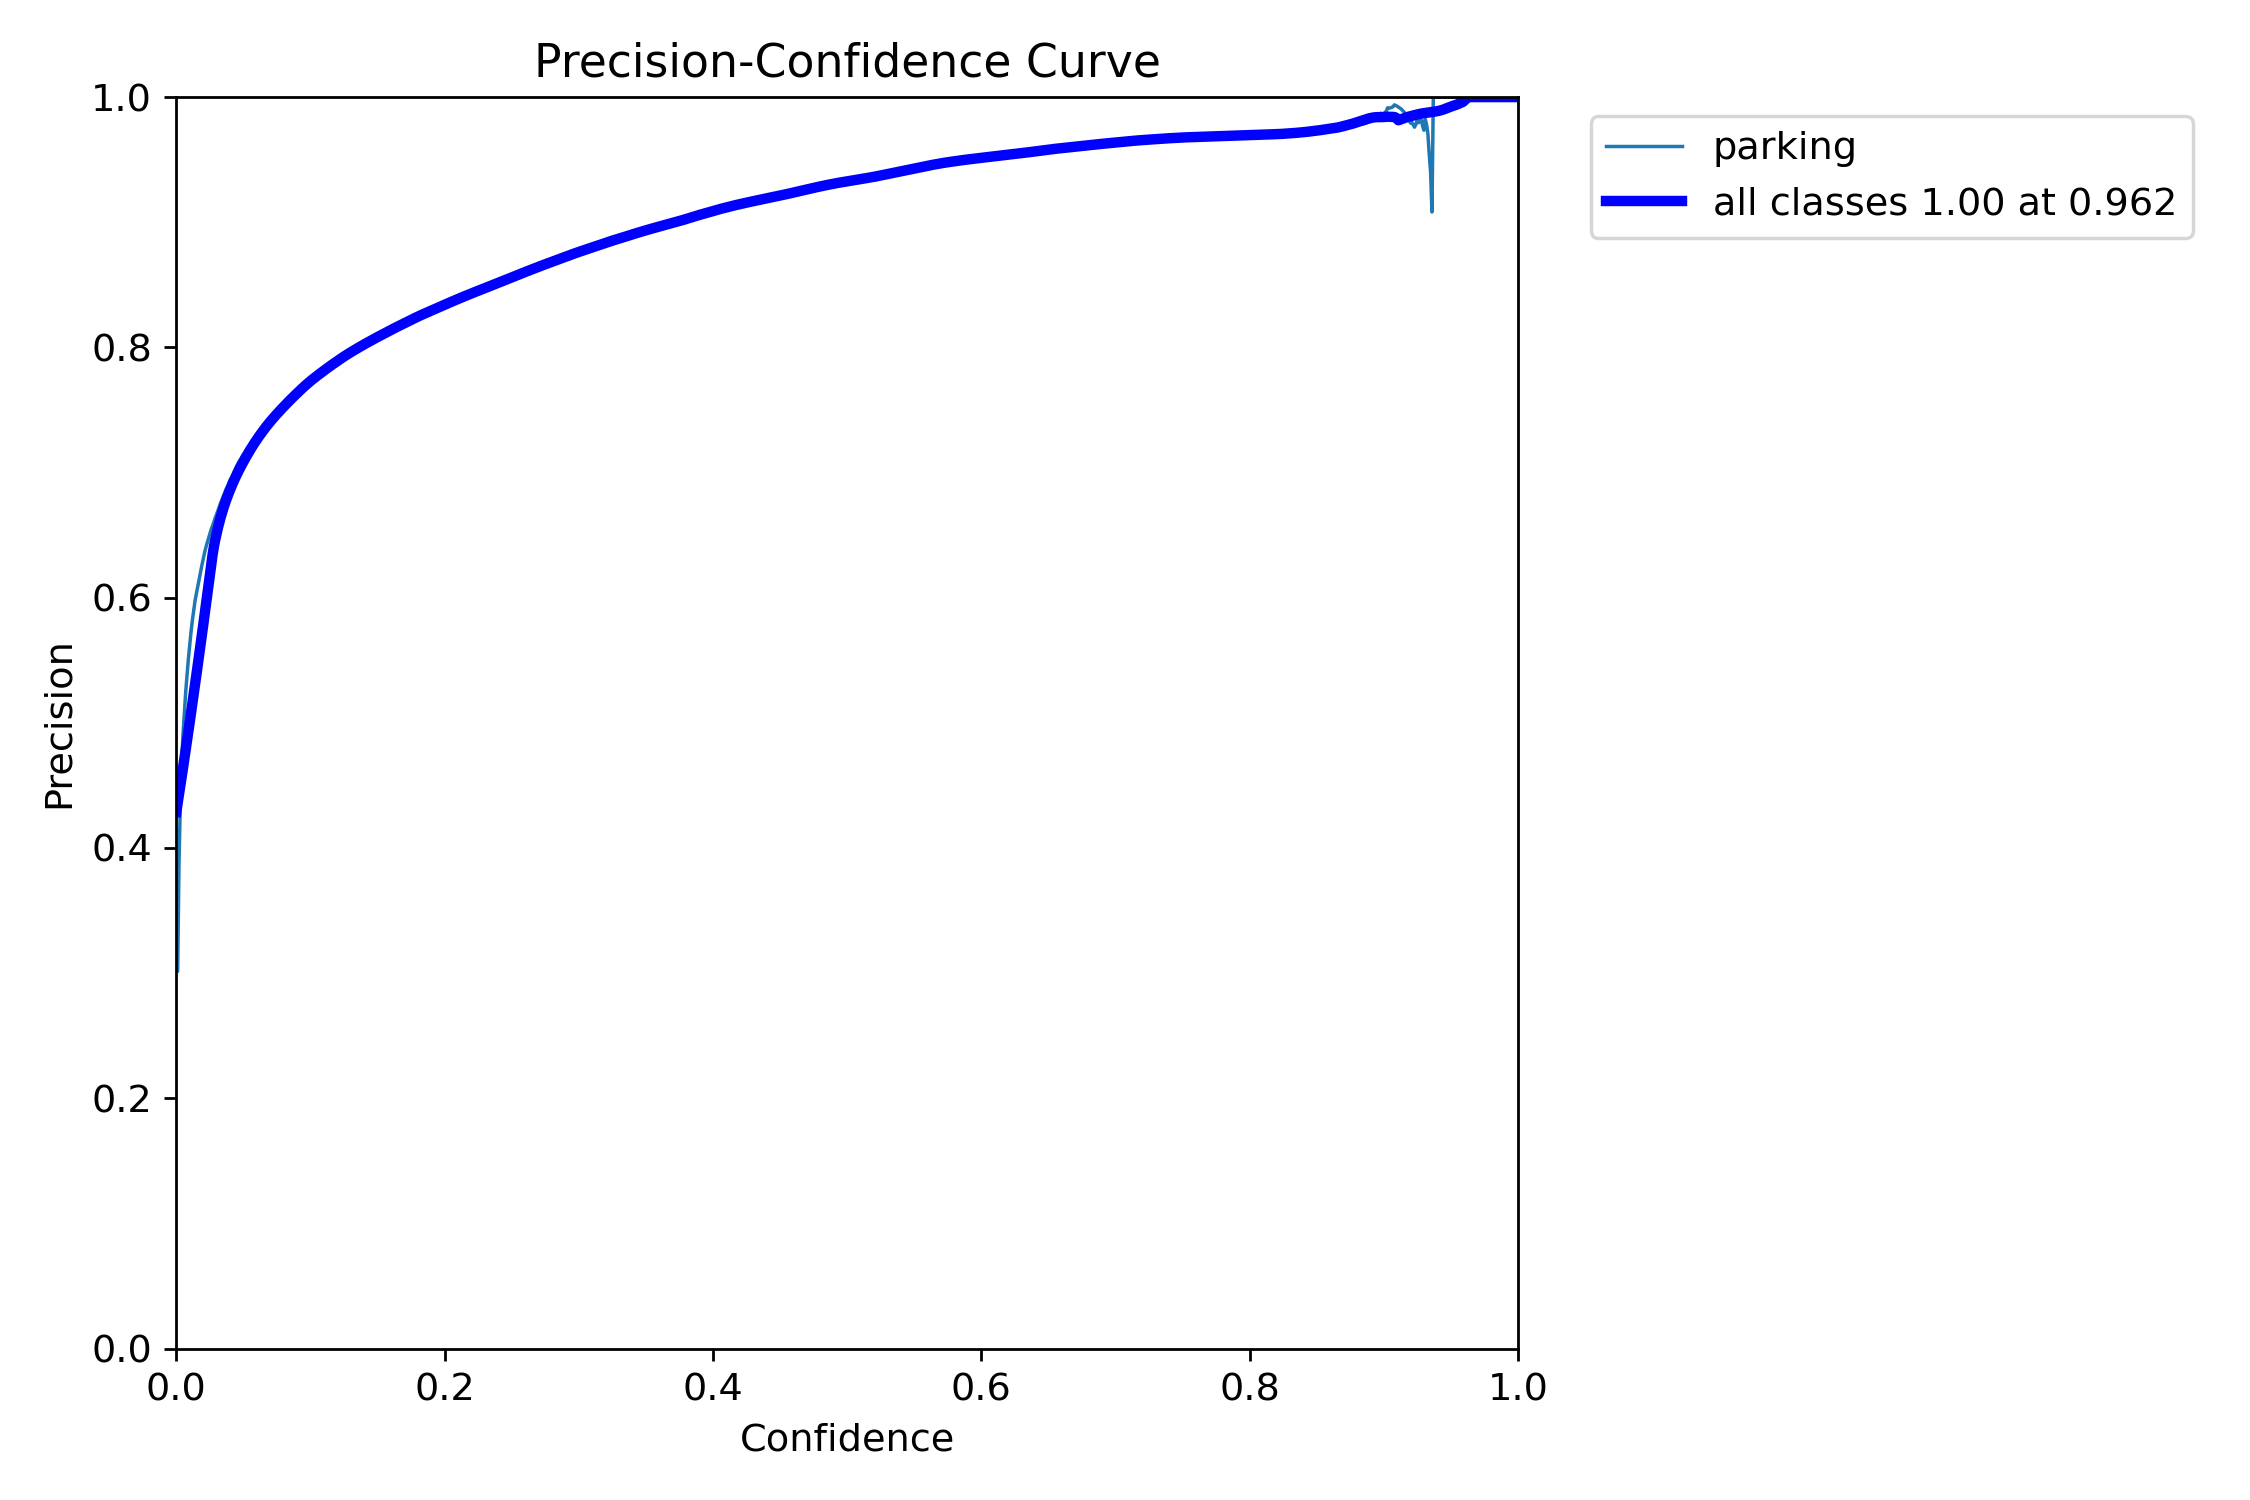 Precision-Confidence Curve
1.0
0.8
0.6
0.4
0.2
0.0
Precision
0.0 0.2 0.4 0.6 0.8 1.0
Confidence
parking
all classes 1.00 at 0.962